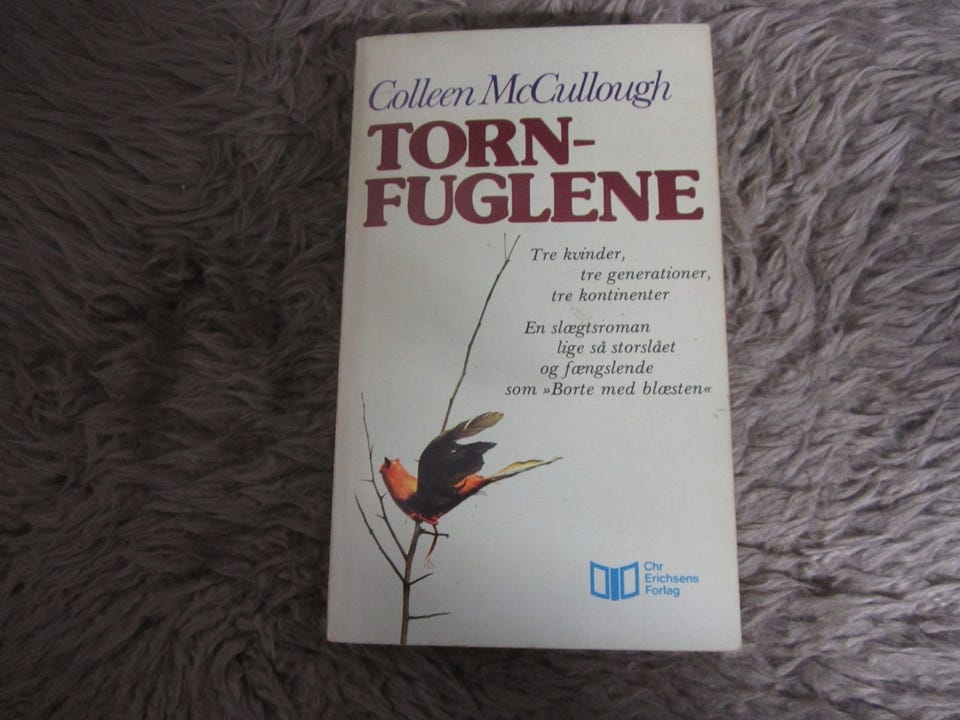 Colleen McCullough
TORN-
FUGLENE
Tre kvinder,
tre generationer,
tre kontinenter
En slægtsroman
lige så storslået
og fængslende
som »Borte med blæsten«
Chr
Erichsens
Forlag